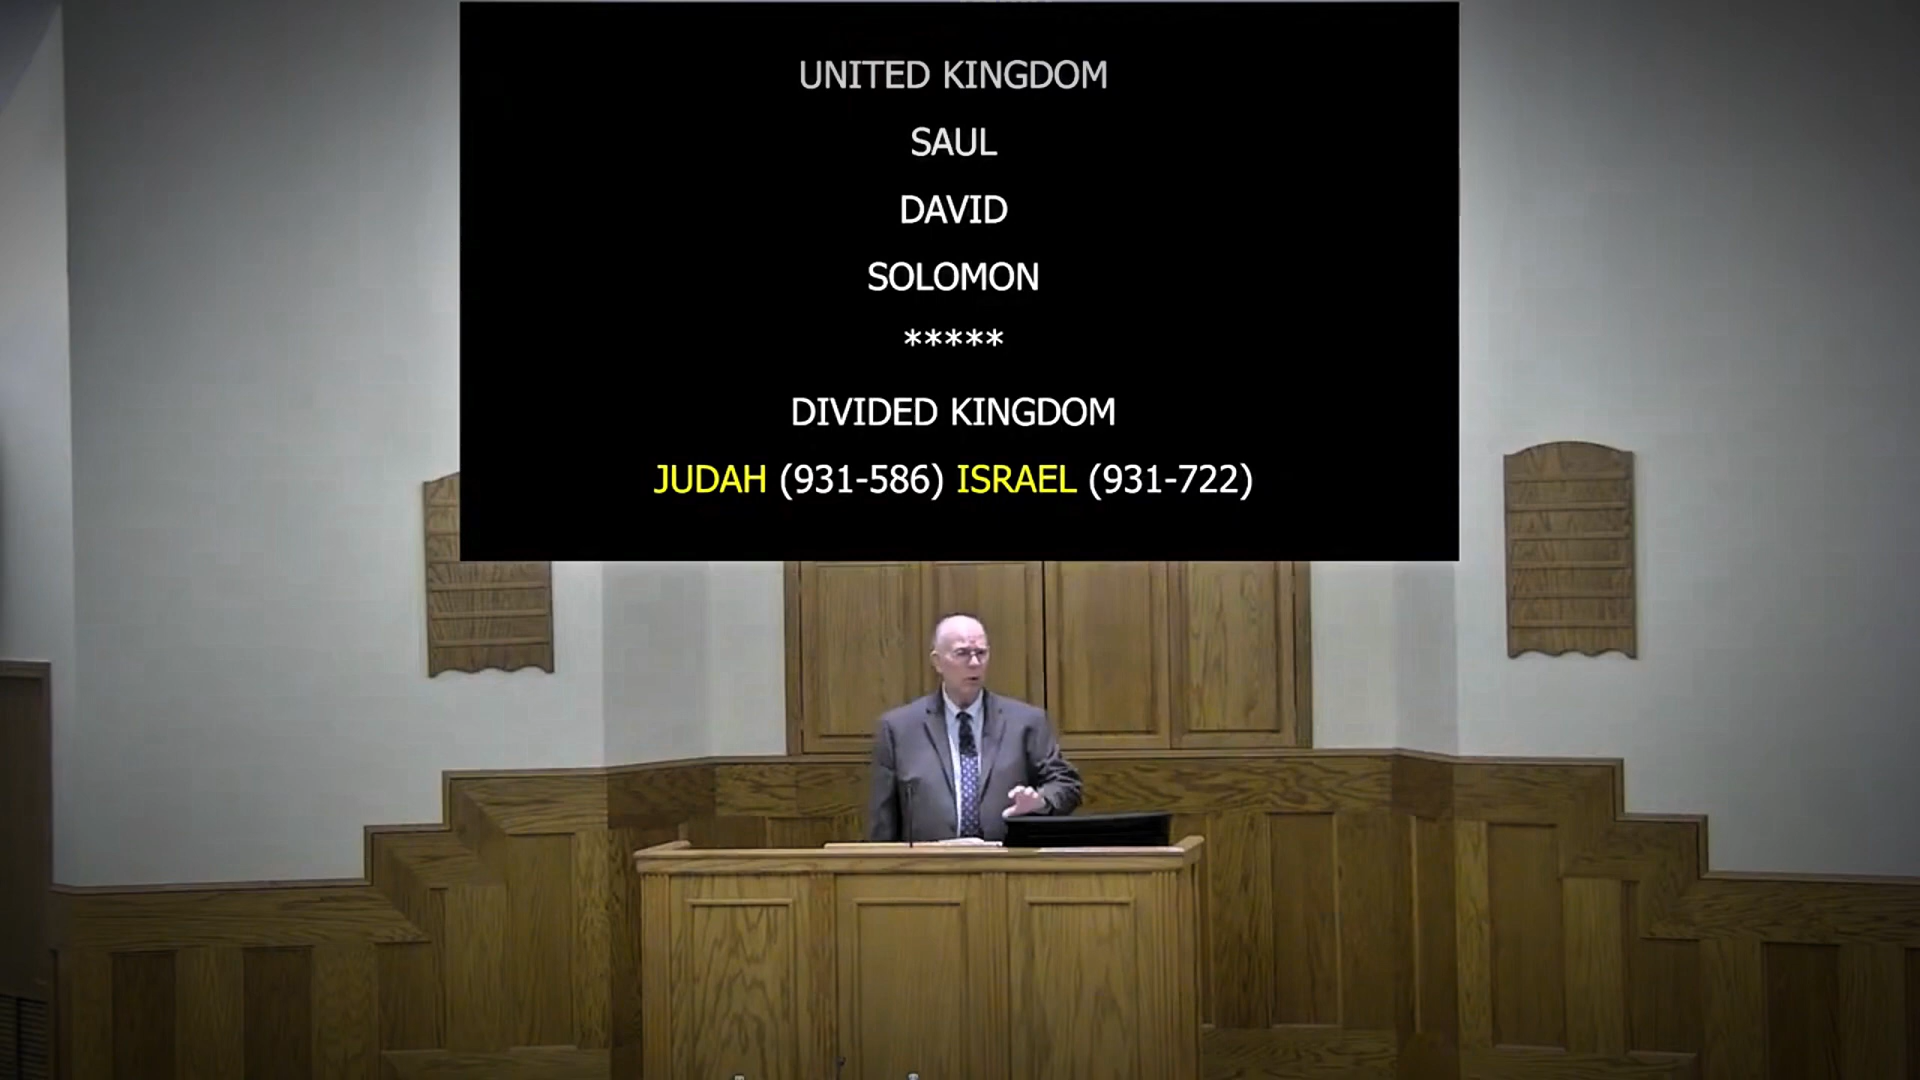 UNITED KINGDOM
SAUL
DAVID
SOLOMON
*****
DIVIDED KINGDOM
JUDAH (931-586) ISRAEL (931-722)